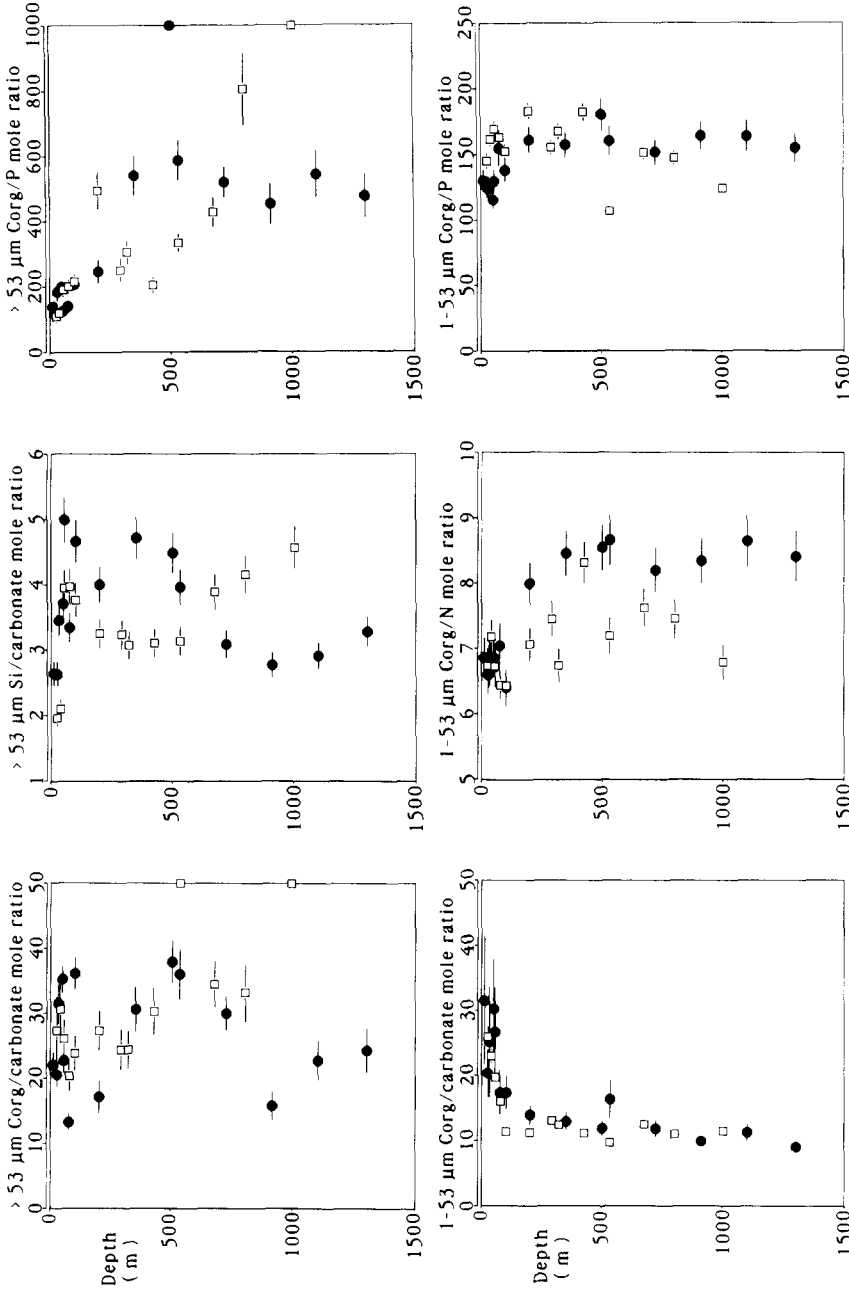 > 53 µm Corg/carbonate mole ratio
0 10 20 30 40 50
0
Depth
( m )
500
1000
1500
> 53 µm Si/carbonate mole ratio
1 2 3 4 5 6
0
500
1000
1500
> 53 µm Corg/P mole ratio
0 200 400 600 800 1000
0
500
1000
1500
1-53 µm Corg/carbonate mole ratio
0 10 20 30 40 50
0
Depth
( m )
500
1000
1500
1-53 µm Corg/N mole ratio
5 6 7 8 9 10
0
500
1000
1500
1-53 µm Corg/P mole ratio
0 50 100 150 200 250
0
500
1000
1500